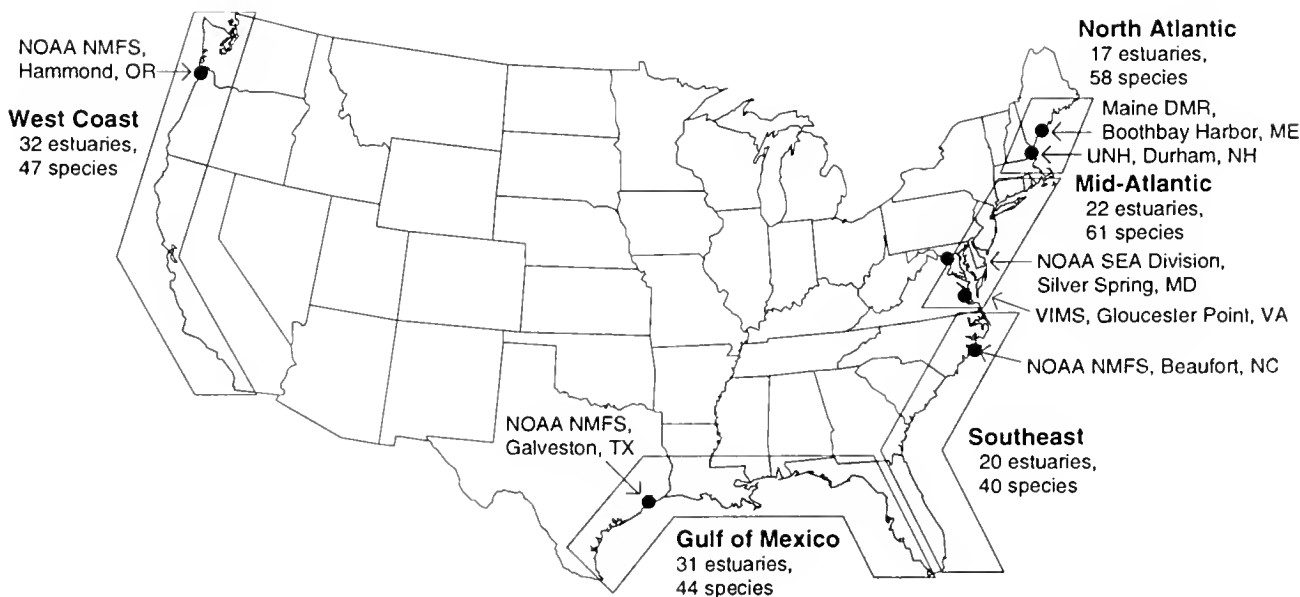 NOAA NMFS,
Hammond, OR
West Coast
32 estuaries,
47 species
North Atlantic
17 estuaries,
58 species
Maine DMR,
Boothbay Harbor, ME
UNH, Durham, NH
Mid-Atlantic
22 estuaries,
61 species
NOAA SEA Division,
Silver Spring, MD
VIMS, Gloucester Point, VA
NOAA NMFS, Beaufort, NC
NOAA NMFS,
Galveston, TX
Southeast
20 estuaries,
40 species
Gulf of Mexico
31 estuaries,
44 species